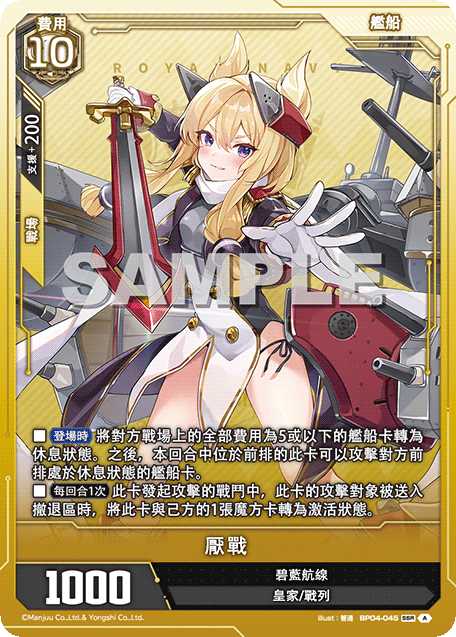 費用
10
艦船
ROYAL NAVY
支援+200
戰場
SAMPLE
■ 登場時 將對方戰場上的全部費用為5或以下的艦船卡轉為
休息狀態。之後，本回合中位於前排的此卡可以攻擊對方前
排處於休息狀態的艦船卡。
■ 每回合1次 此卡發起攻擊的戰鬥中，此卡的攻擊對象被送入
撤退區時，將此卡與己方的1張魔方卡轉為激活狀態。
厭戰
1000
碧藍航線
皇家/戰列
©Manjuu Co.,Ltd.& Yongshi Co.,Ltd.
illust：智過 BP04-045 SSR A